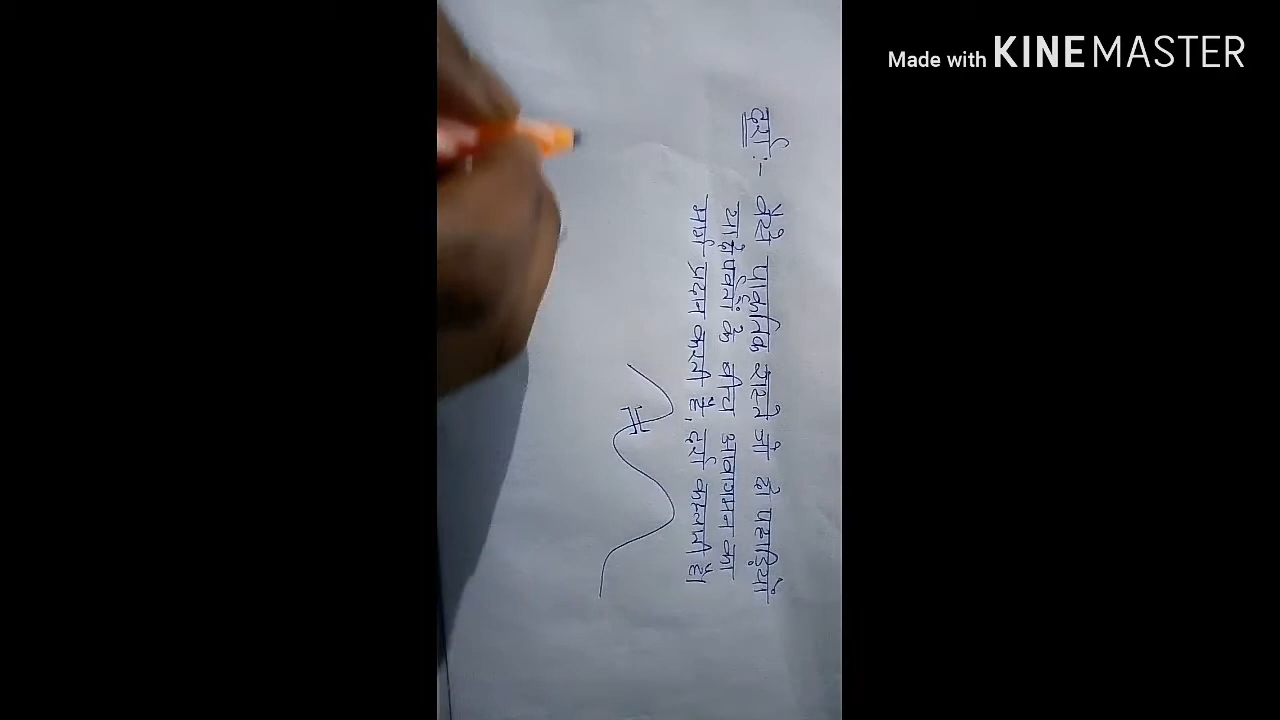 Made with KINEMASTER
दर्रा :- वैसे प्राकृतिक रास्ते जो दो पहाड़ियों
या दो पर्वतों के बीच आवागमन का
मार्ग प्रदान करती है, दर्रा कहलाती है।